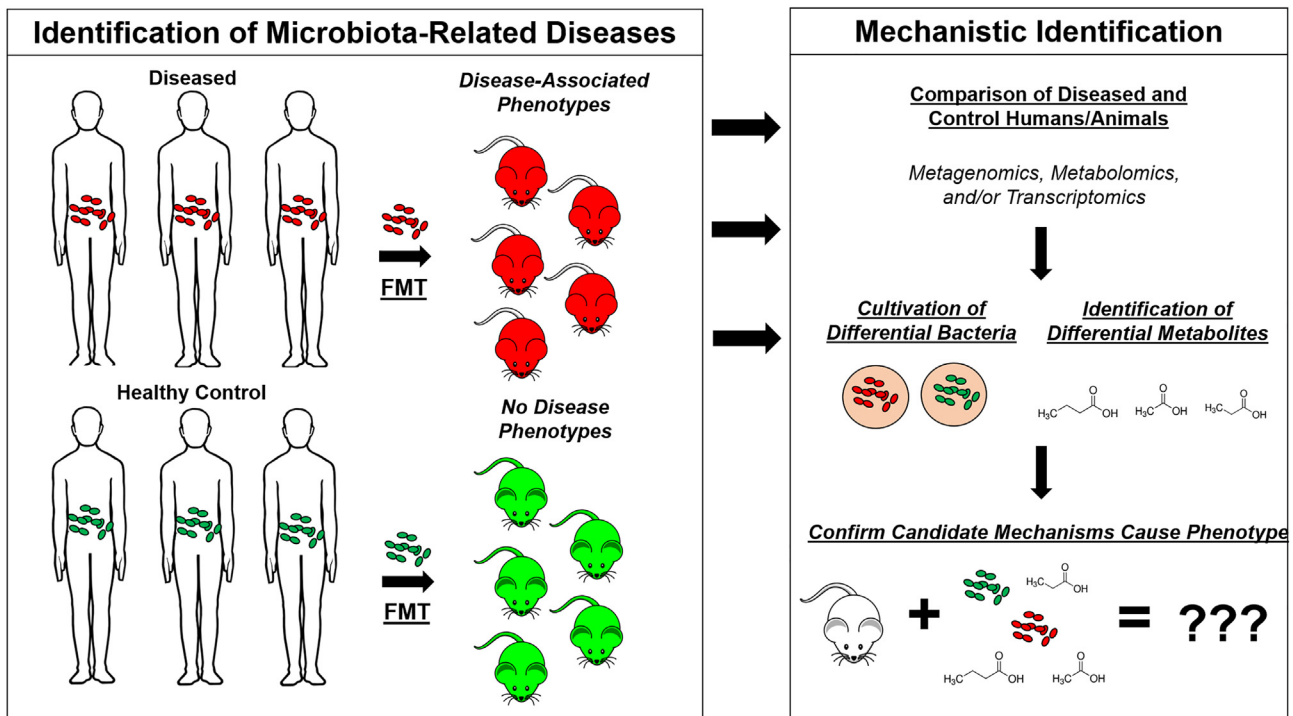 Identification of Microbiota-Related Diseases
Diseased
Disease-Associated
Phenotypes
FMT
Healthy Control
No Disease
Phenotypes
FMT
Mechanistic Identification
Comparison of Diseased and
Control Humans/Animals
Metagenomics, Metabolomics,
and/or Transcriptomics
Cultivation of
Differential Bacteria
Identification of
Differential Metabolites
H₃C
O
OH
H₃C
O
OH
H₃C
O
OH
Confirm Candidate Mechanisms Cause Phenotype
H₃C
O
OH
+
= ???
H₃C
O
OH
H₃C
O
OH